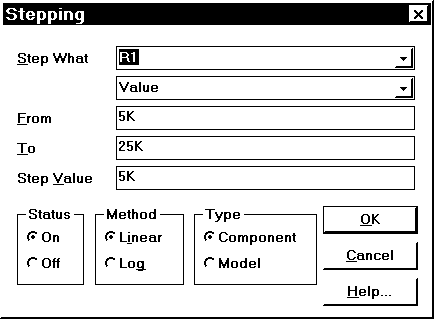 Stepping
Step What R1
Value
From 5K
To 25K
Step Value 5K
Status Method Type
On Linear Component OK
Off Log Model Cancel
Help...